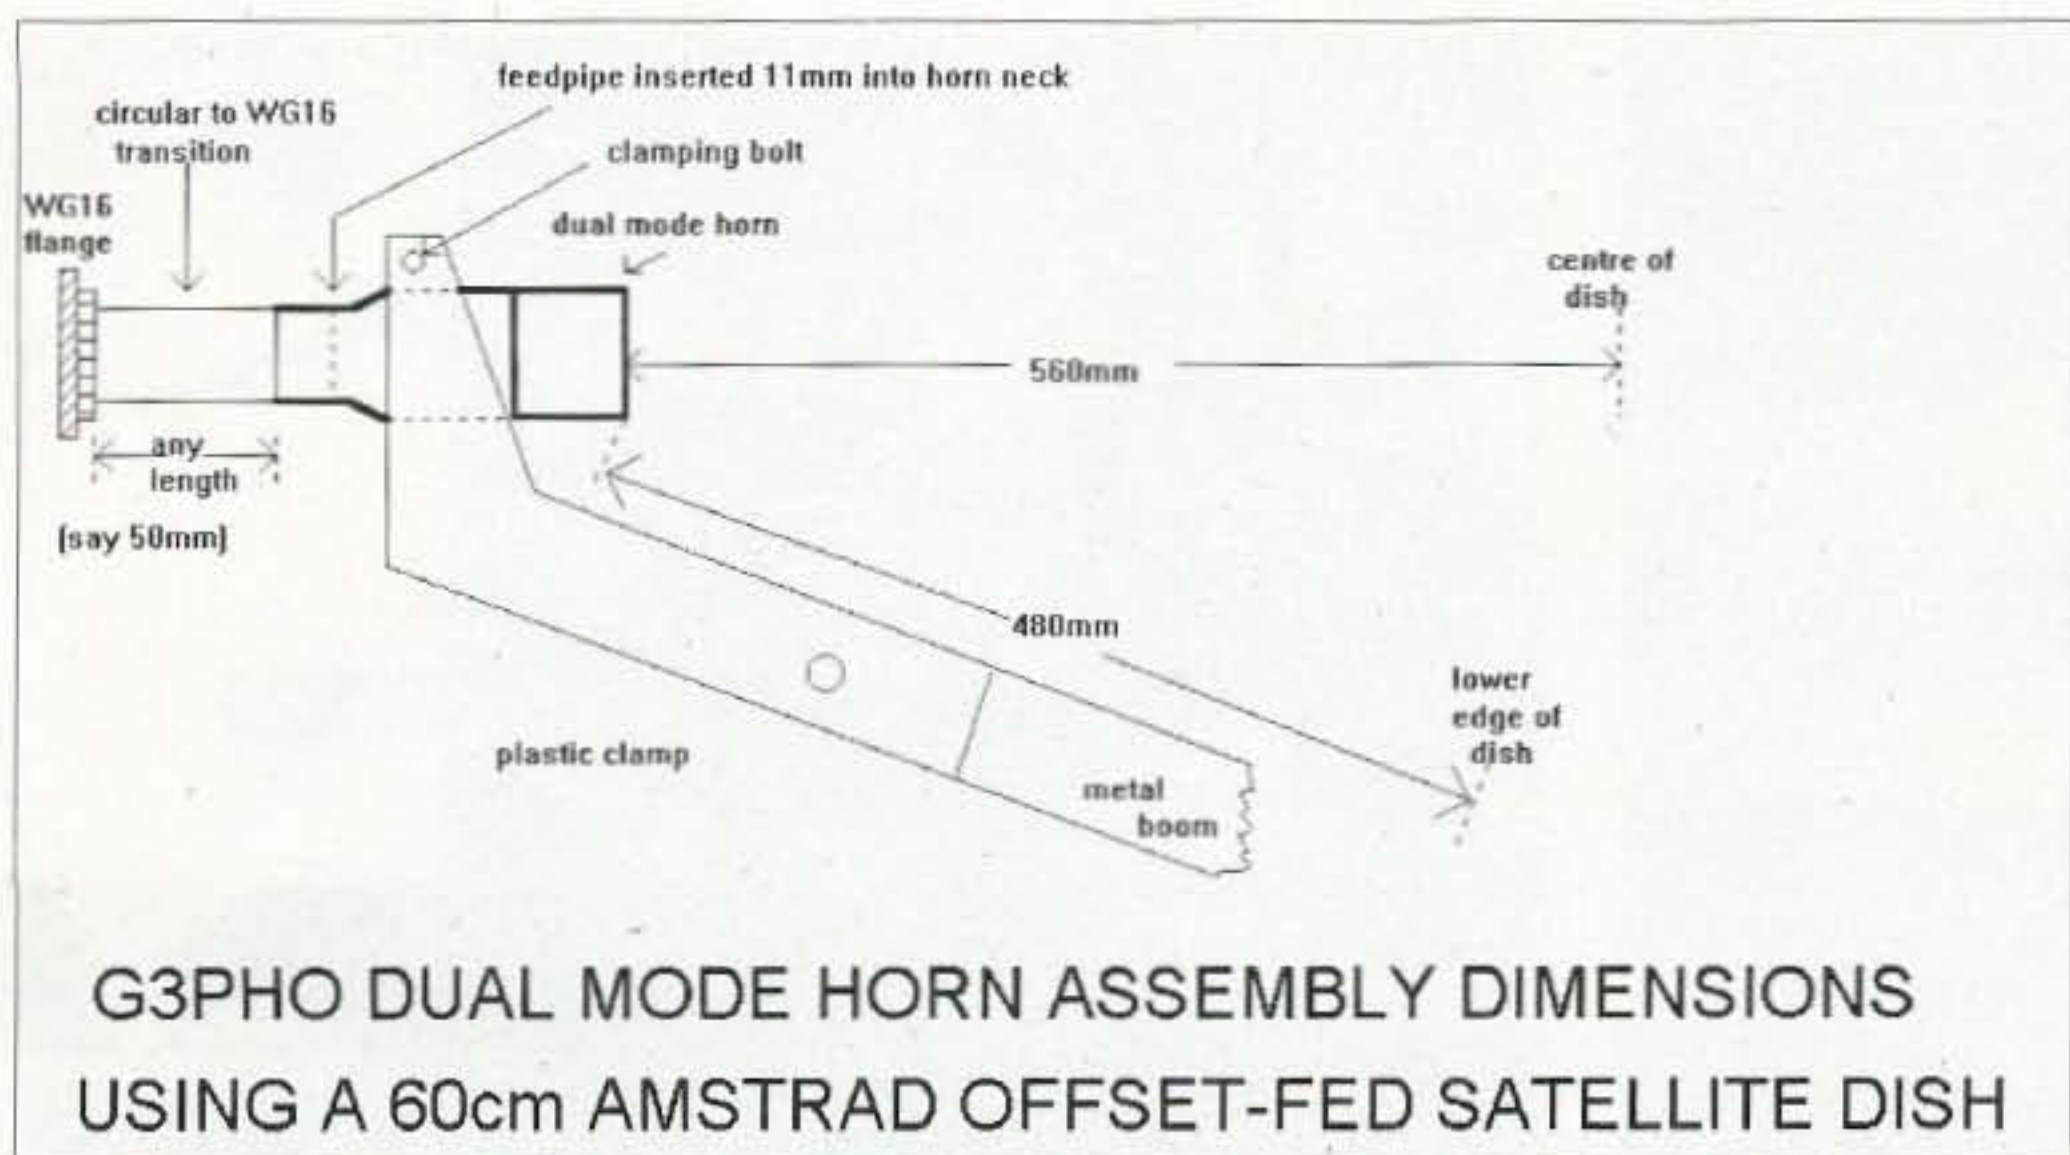 feedpipe inserted 11mm into horn neck
circular to WG16
transition
clamping bolt
WG16
flange
dual mode horn
centre of
dish
560mm
any
length
(say 50mm)
480mm
lower
edge of
dish
plastic clamp
metal
boom
G3PHO DUAL MODE HORN ASSEMBLY DIMENSIONS
USING A 60cm AMSTRAD OFFSET-FED SATELLITE DISH